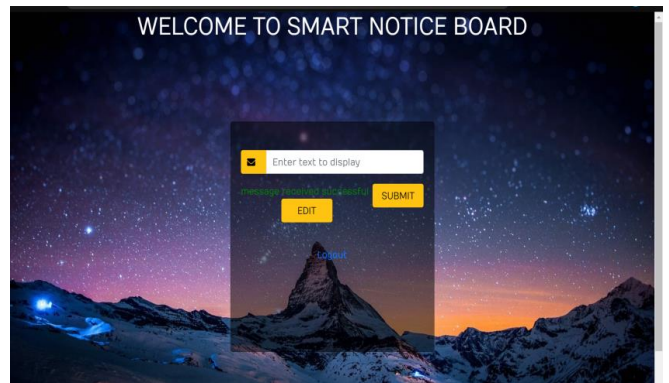 WELCOME TO SMART NOTICE BOARD
Enter text to display
message received successful
SUBMIT
EDIT
Logout